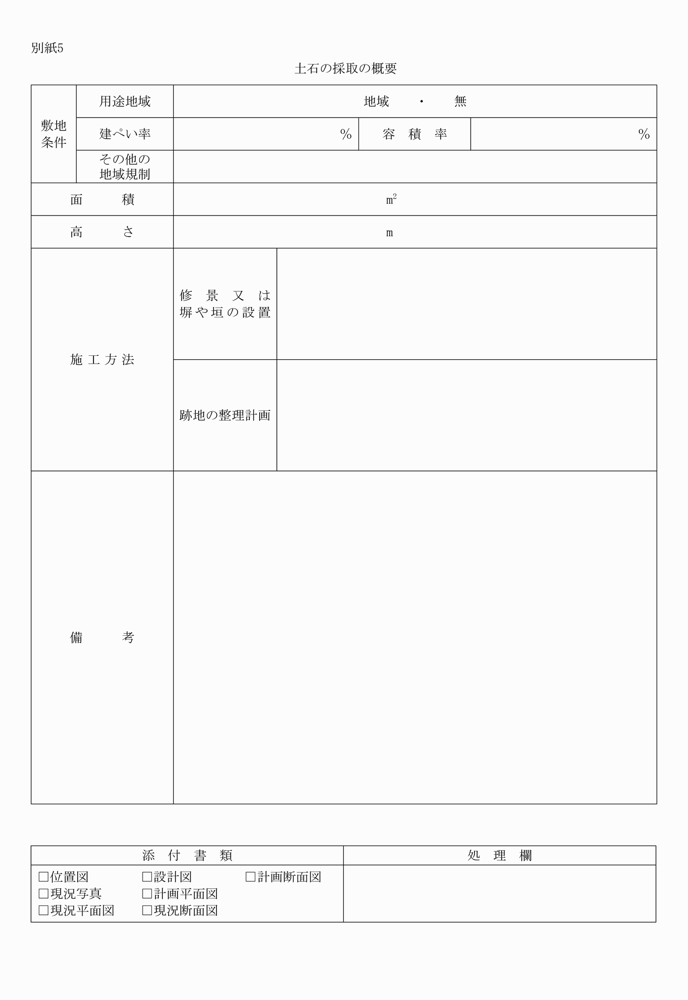 別紙5
土石の採取の概要
敷地
条件
用途地域
地域　・　無
建ぺい率
%
容積率
%
その他の
地域規制
面積
m²
高さ
m
施工方法
修景又は
塀や垣の設置
跡地の整理計画
備考
添付書類
処理欄
□位置図　□設計図　□計画断面図
□現況写真　□計画平面図
□現況平面図　□現況断面図